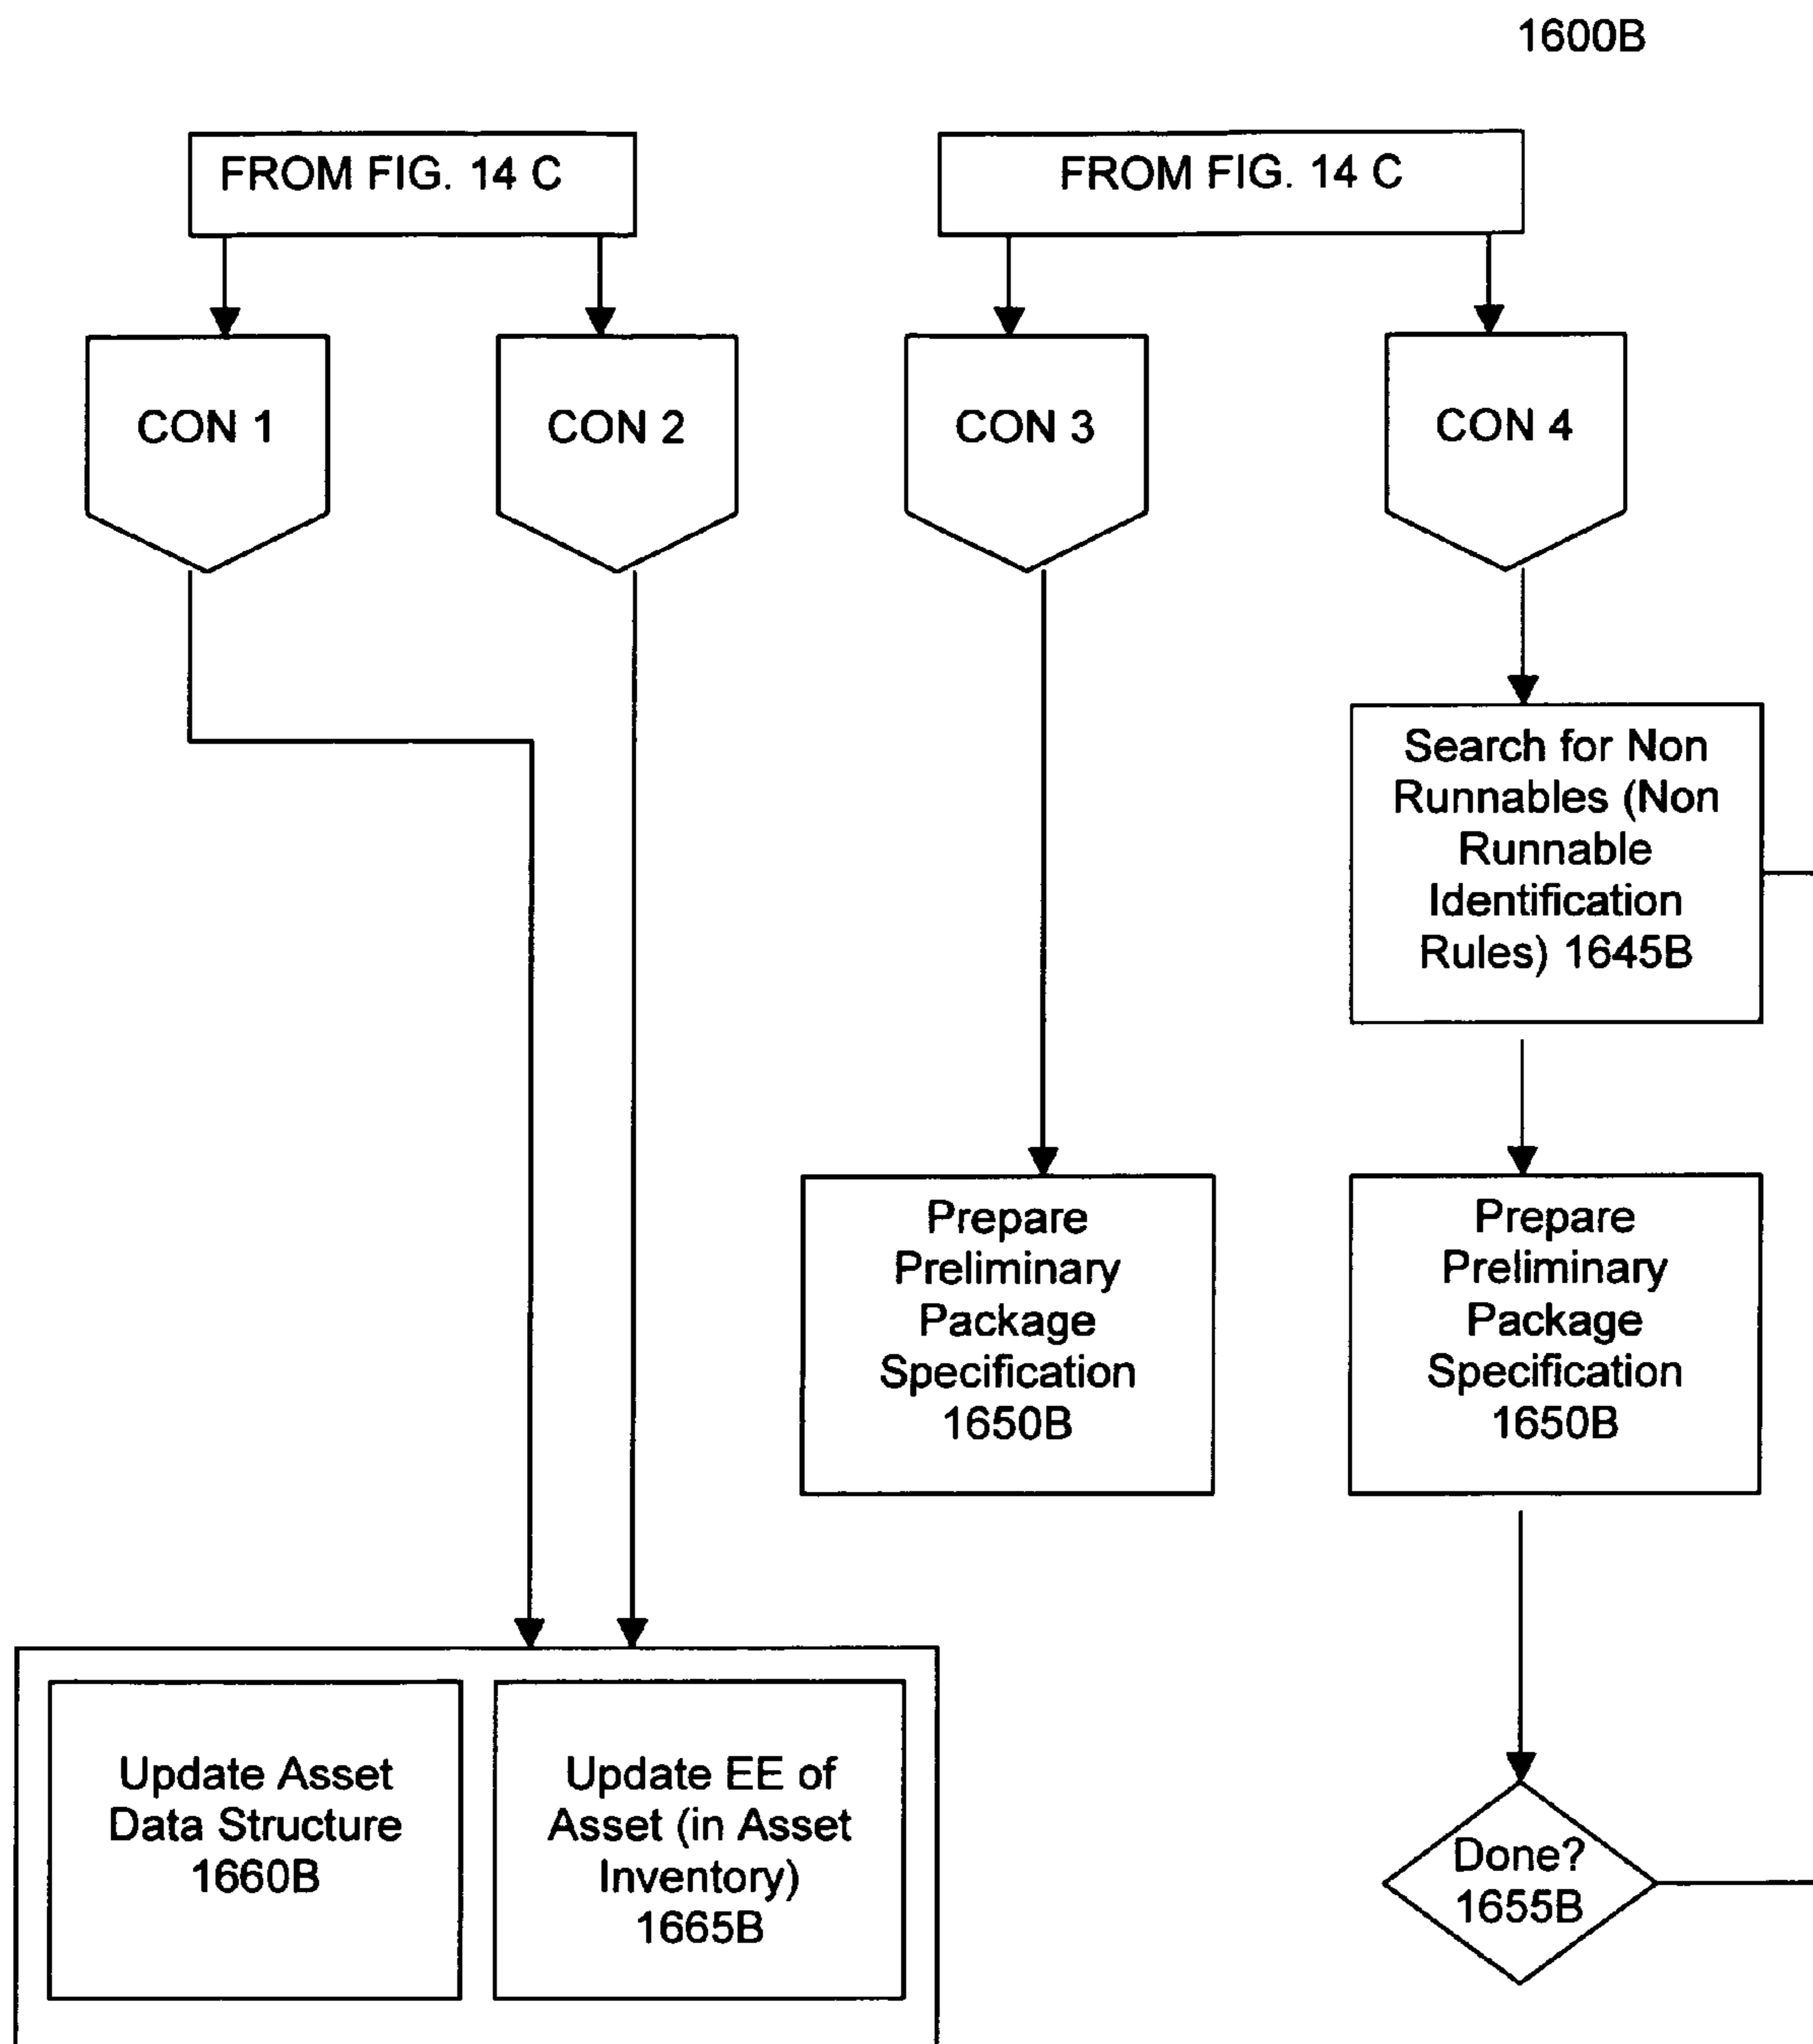 1600B
FROM FIG. 14 C
FROM FIG. 14 C
CON 1
CON 2
CON 3
CON 4
Search for Non
Runnables (Non
Runnable
Identification
Rules) 1645B
Prepare
Preliminary
Package
Specification
1650B
Prepare
Preliminary
Package
Specification
1650B
Update Asset
Data Structure
1660B
Update EE of
Asset (in Asset
Inventory)
1665B
Done?
1655B